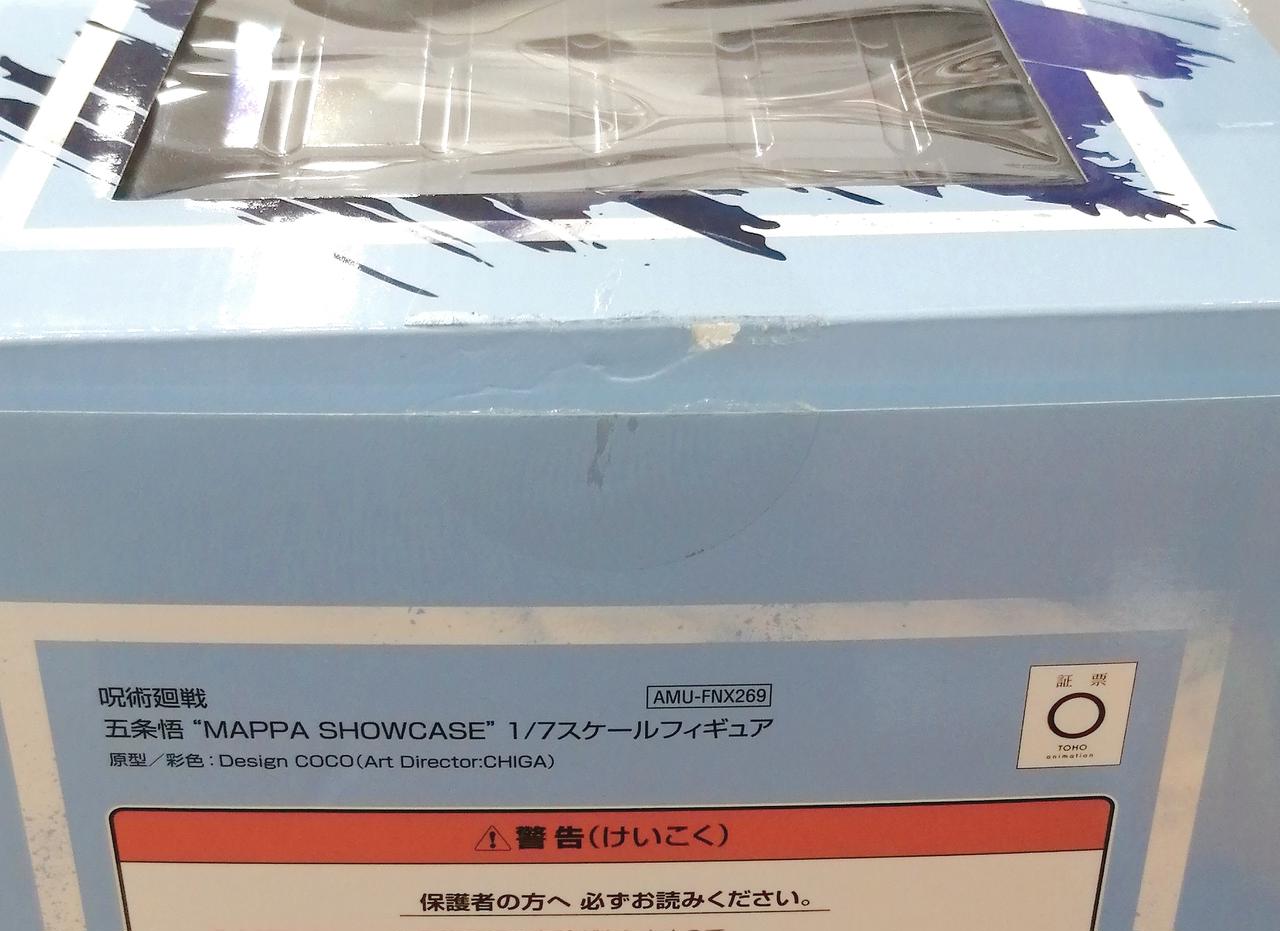 呪術廻戦
AMU-FNX269
五条悟 “MAPPA SHOWCASE” 1/7スケールフィギュア
原型／彩色：Design COCO(Art Director:CHIGA)
証 票
TOHO
animation
警告(けいこく)
保護者の方へ 必ずお読みください。